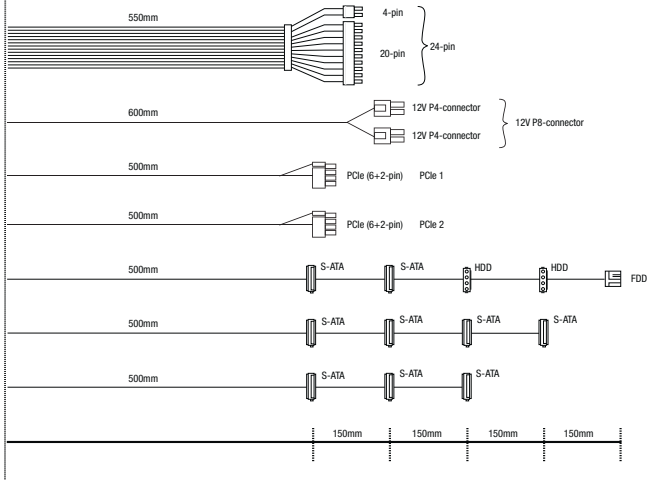 4-pin
550mm
20-pin
24-pin
600mm
12V P4-connector
12V P4-connector
12V P8-connector
500mm
PCIe (6+2-pin) PCIe 1
500mm
PCIe (6+2-pin) PCIe 2
500mm S-ATA S-ATA HDD HDD FDD
500mm S-ATA S-ATA S-ATA S-ATA
500mm S-ATA S-ATA S-ATA
150mm 150mm 150mm 150mm